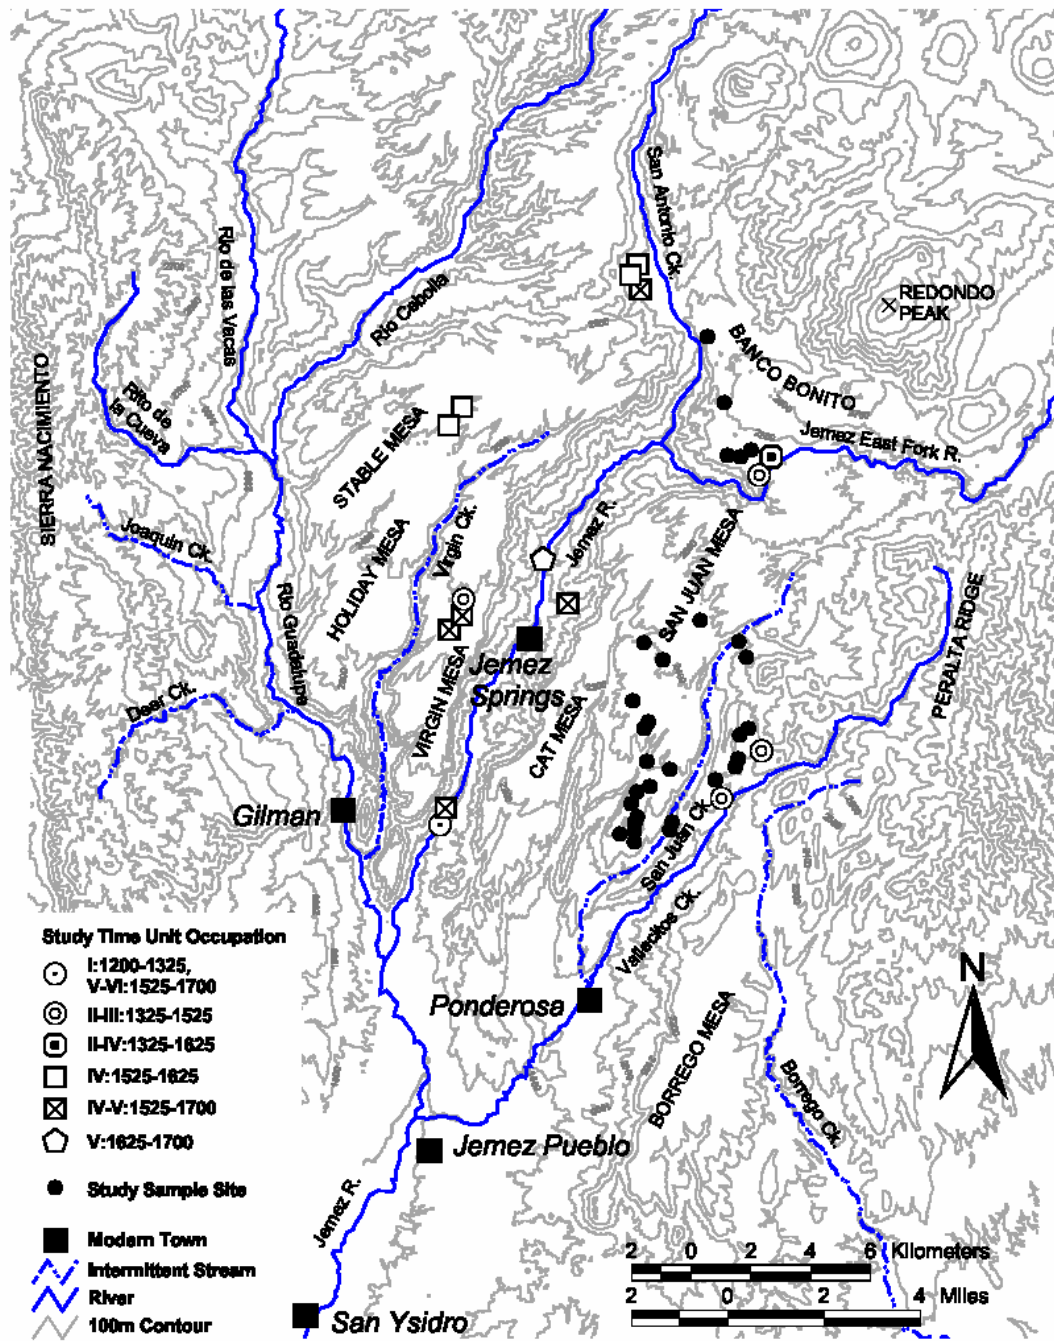 San Antonio Ck.
REDONDO
PEAK
BANCO BONITO
Jemez East Fork R.
Rio de las Vacas
Rio Cebolla
SIERRA NACIMIENTO
Rito de
la Cueva
STABLE MESA
Joaquin Ck.
HOLIDAY MESA
Virgin Ck.
Jemez R.
SAN JUAN MESA
PERALTA RIDGE
Rio Guadalupe
Jemez
Springs
Deer Ck.
VIRGIN MESA
CAT MESA
Gilman
San Juan Ck.
Vallecitos Ck.
Ponderosa
BORREGO MESA
Borrego Ck.
N
Study Time Unit Occupation
I:1200-1325,
V-VI:1525-1700
II-III:1325-1525
II-IV:1325-1625
IV:1525-1625
IV-V:1525-1700
V:1625-1700
Study Sample Site
Modern Town
Intermittent Stream
River
100m Contour
Jemez Pueblo
Jemez R.
San Ysidro
2 0 2 4 6 Kilometers
2 0 2 4 Miles